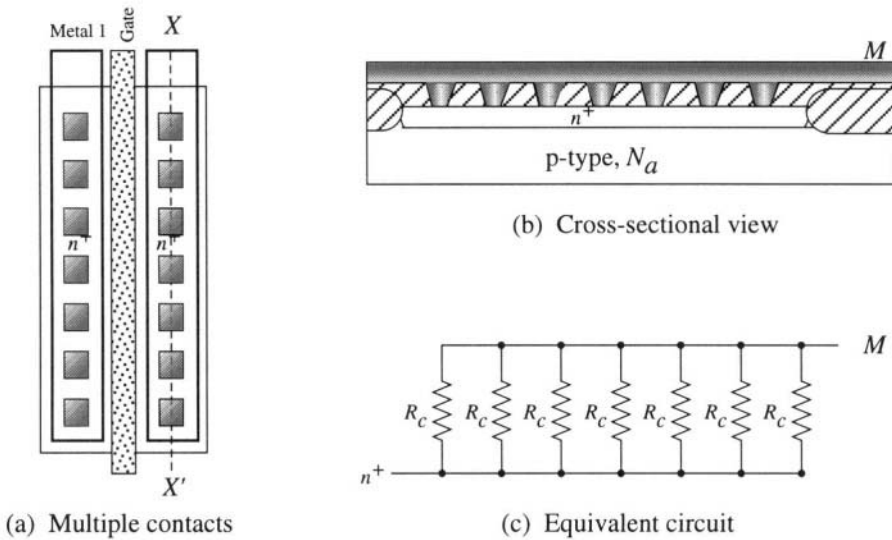 Metal 1
Gate
X
n+
n+
X'
(a) Multiple contacts
M
n+
p-type, Na
(b) Cross-sectional view
M
Rc Rc Rc Rc Rc Rc Rc
n+
(c) Equivalent circuit